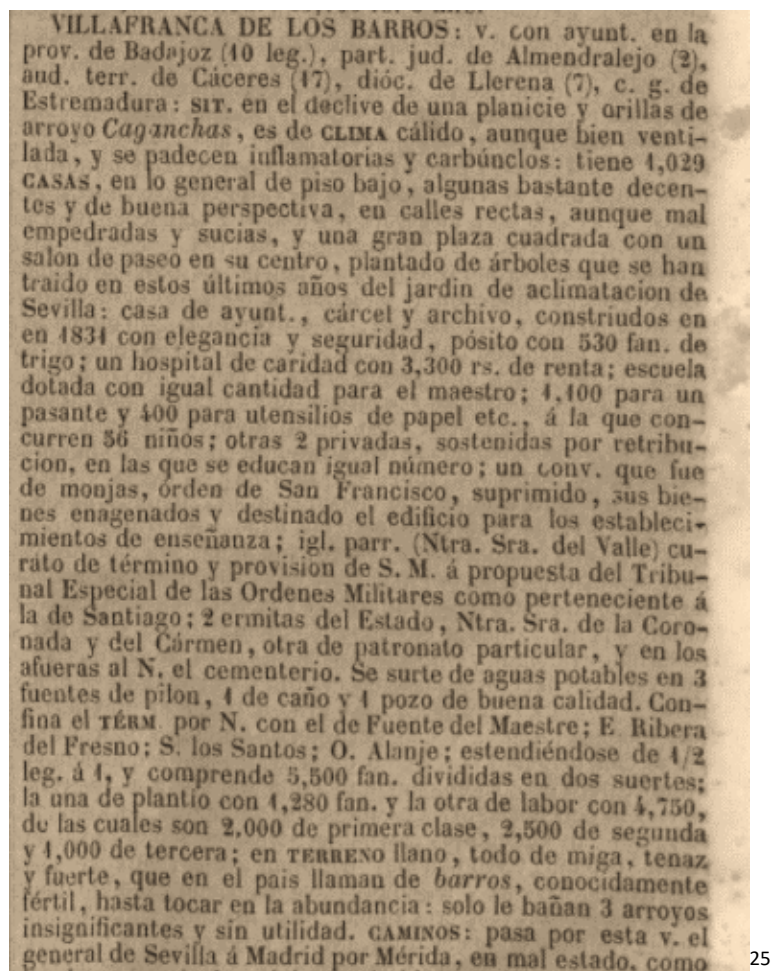 VILLAFRANCA DE LOS BARROS: v. con ayunt. en la
prov. de Badajoz (10 leg.), part. jud. de Almendralejo (2),
aud. terr. de Cáceres (17), dióc. de Llerena (7), c. g. de
Estremadura: SIT. en el declive de una planicie y orillas de
arroyo Caganchas, es de CLIMA cálido, aunque bien venti-
lada, y se padecen inflamatorias y carbúnclos: tiene 1,029
CASAS, en lo general de piso bajo, algunas bastante decen-
tes y de buena perspectiva, en calles rectas, aunque mal
empedradas y sucias, y una gran plaza cuadrada con un
salon de paseo en su centro, plantado de árboles que se han
traido en estos últimos años del jardin de aclimatacion de
Sevilla: casa de ayunt., cárcel y archivo, construidos en
en 1831 con elegancia y seguridad, pósito con 530 fan. de
trigo; un hospital de caridad con 3,300 rs. de renta; escuela
dotada con igual cantidad para el maestro; 1,100 para un
pasante y 400 para utensilios de papel etc., á la que con-
curren 56 niños; otras 2 privadas, sostenidas por retribu-
cion, en las que se educan igual número; un conv. que fue
de monjas, órden de San Francisco, suprimido, sus bie-
nes enagenados y destinado el edificio para los estableci-
mientos de enseñanza; igl. parr. (Ntra. Sra. del Valle) cu-
rato de término y provision de S. M. á propuesta del Tribu-
nal Especial de las Ordenes Militares como perteneciente á
la de Santiago; 2 ermitas del Estado, Ntra. Sra. de la Coro-
nada y del Cármen, otra de patronato particular, y en los
afueras al N. el cementerio. Se surte de aguas potables en 3
fuentes de pilon, 1 de caño y 1 pozo de buena calidad. Con-
fina el TÉRM. por N. con el de Fuente del Maestre; E. Ribera
del Fresno; S. los Santos; O. Alanje; estendiéndose de 1/2
leg. á 1, y comprende 5,500 fan. divididas en dos suertes;
la una de plantío con 1,280 fan. y la otra de labor con 4,750,
de las cuales son 2,000 de primera clase, 2,500 de segunda
y 1,000 de tercera; en TERRENO llano, todo de miga, tenaz
y fuerte, que en el pais llaman de barros, conocidamente
fértil, hasta tocar en la abundancia: solo le bañan 3 arroyos
insignificantes y sin utilidad. CAMINOS: pasa por esta v. el
general de Sevilla á Madrid por Mérida, en mal estado, como
25